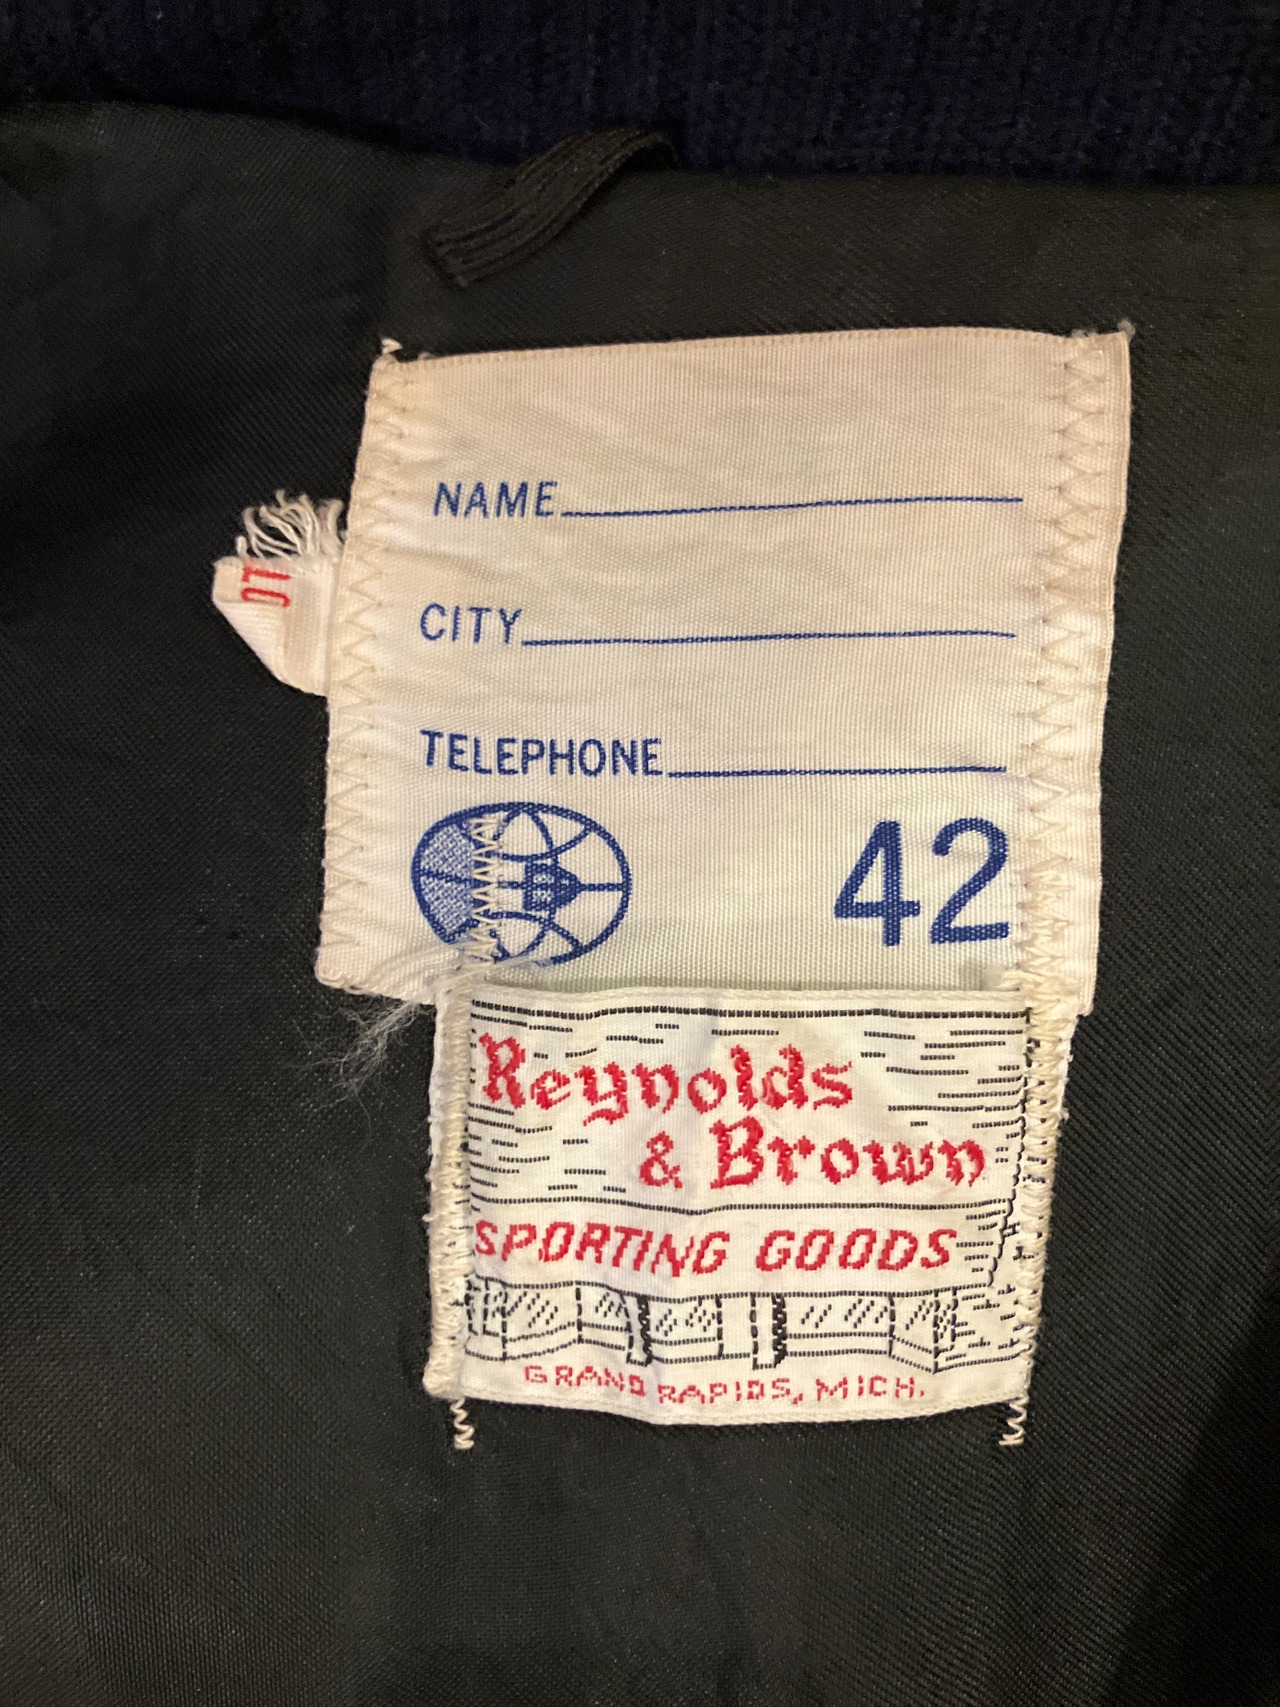 NAME
CITY
TELEPHONE
42
Reynolds
& Brown
SPORTING GOODS
GRAND RAPIDS, MICH.